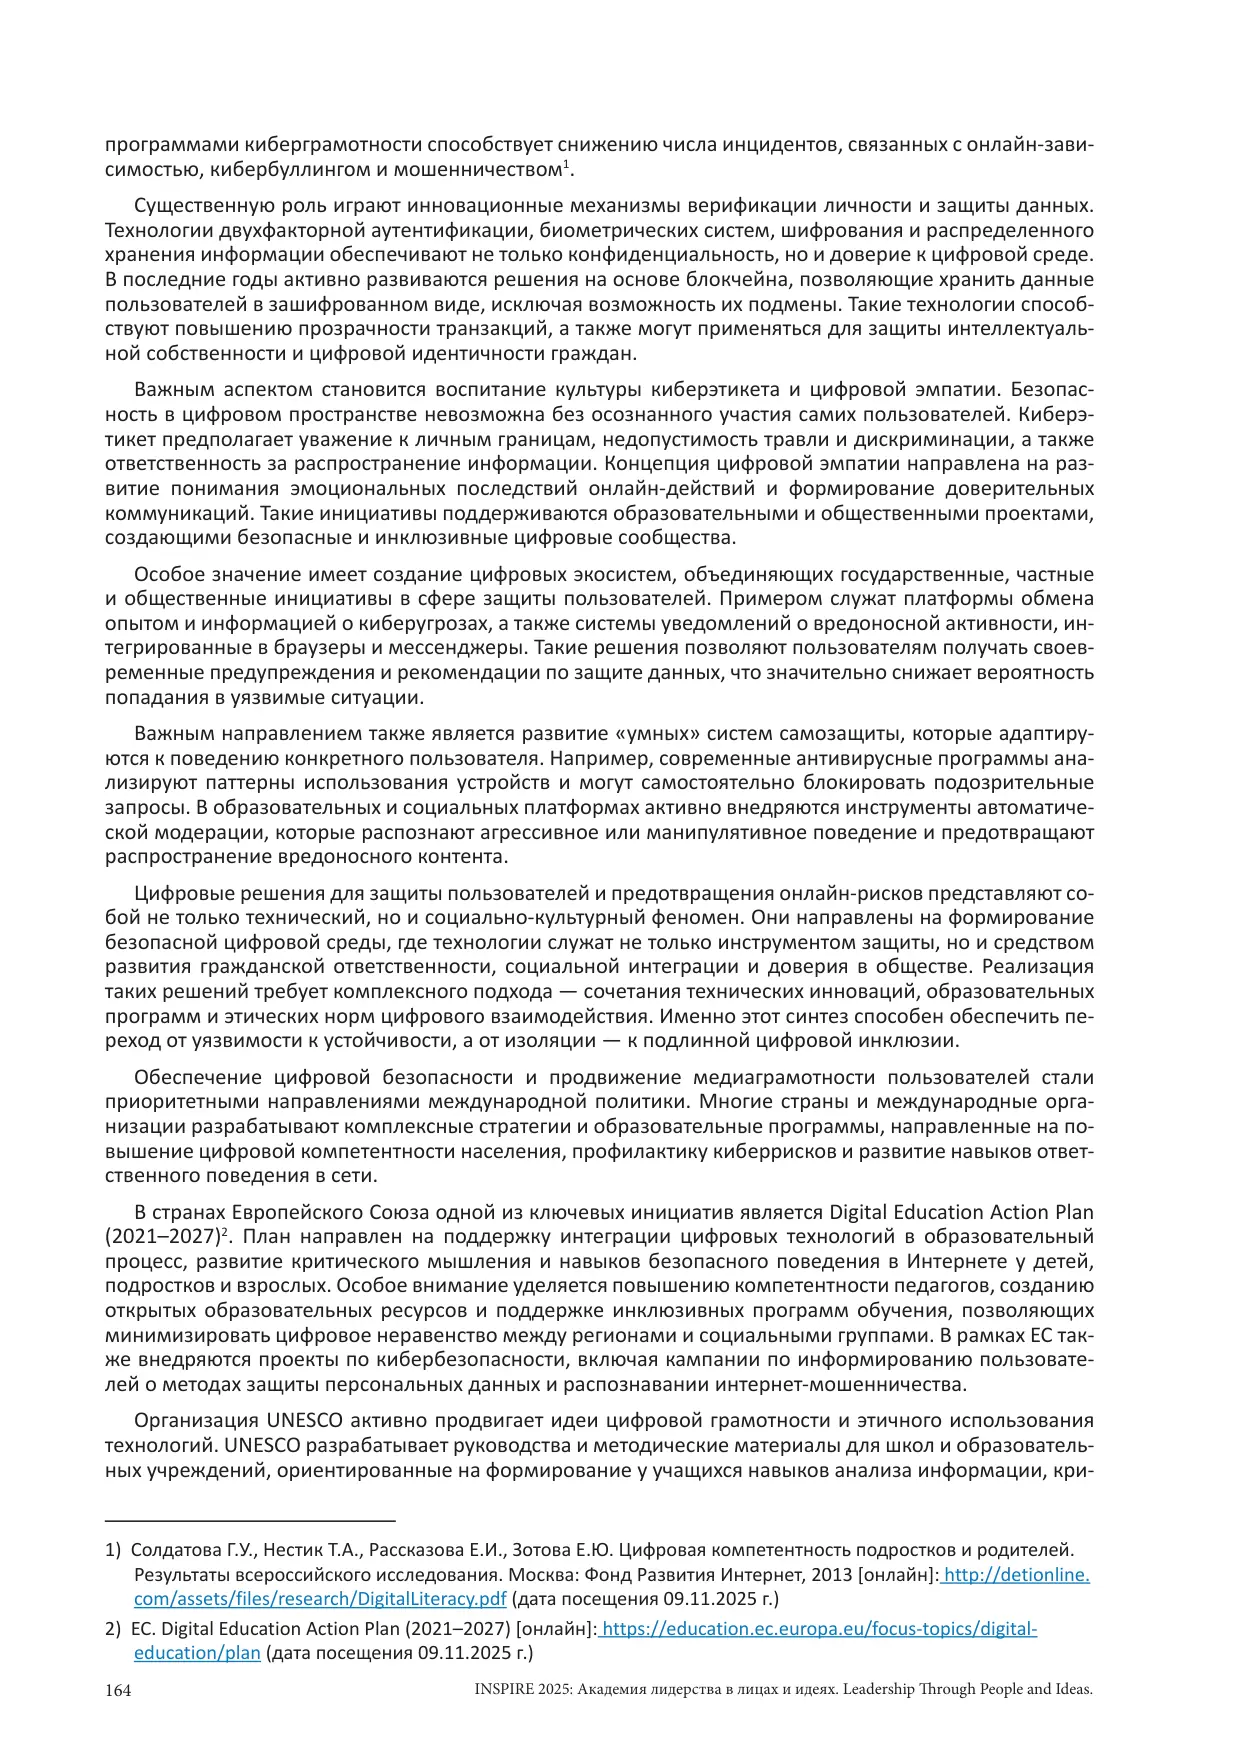 программами киберграмотности способствует снижению числа инцидентов, связанных с онлайн-зави-
симостью, кибербуллингом и мошенничеством¹.
Существенную роль играют инновационные механизмы верификации личности и защиты данных.
Технологии двухфакторной аутентификации, биометрических систем, шифрования и распределенного
хранения информации обеспечивают не только конфиденциальность, но и доверие к цифровой среде.
В последние годы активно развиваются решения на основе блокчейна, позволяющие хранить данные
пользователей в зашифрованном виде, исключая возможность их подмены. Такие технологии способ-
ствуют повышению прозрачности транзакций, а также могут применяться для защиты интеллектуаль-
ной собственности и цифровой идентичности граждан.
Важным аспектом становится воспитание культуры киберэтикета и цифровой эмпатии. Безопас-
ность в цифровом пространстве невозможна без осознанного участия самих пользователей. Киберэ-
тикет предполагает уважение к личным границам, недопустимость травли и дискриминации, а также
ответственность за распространение информации. Концепция цифровой эмпатии направлена на раз-
витие понимания эмоциональных последствий онлайн-действий и формирование доверительных
коммуникаций. Такие инициативы поддерживаются образовательными и общественными проектами,
создающими безопасные и инклюзивные цифровые сообщества.
Особое значение имеет создание цифровых экосистем, объединяющих государственные, частные
и общественные инициативы в сфере защиты пользователей. Примером служат платформы обмена
опытом и информацией о киберугрозах, а также системы уведомлений о вредоносной активности, ин-
тегрированные в браузеры и мессенджеры. Такие решения позволяют пользователям получать своев-
ременные предупреждения и рекомендации по защите данных, что значительно снижает вероятность
попадания в уязвимые ситуации.
Важным направлением также является развитие «умных» систем самозащиты, которые адаптиру-
ются к поведению конкретного пользователя. Например, современные антивирусные программы ана-
лизируют паттерны использования устройств и могут самостоятельно блокировать подозрительные
запросы. В образовательных и социальных платформах активно внедряются инструменты автоматиче-
ской модерации, которые распознают агрессивное или манипулятивное поведение и предотвращают
распространение вредоносного контента.
Цифровые решения для защиты пользователей и предотвращения онлайн-рисков представляют со-
бой не только технический, но и социально-культурный феномен. Они направлены на формирование
безопасной цифровой среды, где технологии служат не только инструментом защиты, но и средством
развития гражданской ответственности, социальной интеграции и доверия в обществе. Реализация
таких решений требует комплексного подхода — сочетания технических инноваций, образовательных
программ и этических норм цифрового взаимодействия. Именно этот синтез способен обеспечить пе-
реход от уязвимости к устойчивости, а от изоляции — к подлинной цифровой инклюзии.
Обеспечение цифровой безопасности и продвижение медиаграмотности пользователей стали
приоритетными направлениями международной политики. Многие страны и международные орга-
низации разрабатывают комплексные стратегии и образовательные программы, направленные на по-
вышение цифровой компетентности населения, профилактику киберрисков и развитие навыков ответ-
ственного поведения в сети.
В странах Европейского Союза одной из ключевых инициатив является Digital Education Action Plan
(2021–2027)². План направлен на поддержку интеграции цифровых технологий в образовательный
процесс, развитие критического мышления и навыков безопасного поведения в Интернете у детей,
подростков и взрослых. Особое внимание уделяется повышению компетентности педагогов, созданию
открытых образовательных ресурсов и поддержке инклюзивных программ обучения, позволяющих
минимизировать цифровое неравенство между регионами и социальными группами. В рамках ЕС так-
же внедряются проекты по кибербезопасности, включая кампании по информированию пользовате-
лей о методах защиты персональных данных и распознавании интернет-мошенничества.
Организация UNESCO активно продвигает идеи цифровой грамотности и этичного использования
технологий. UNESCO разрабатывает руководства и методические материалы для школ и образователь-
ных учреждений, ориентированные на формирование у учащихся навыков анализа информации, кри-
1) Солдатова Г.У., Нестик Т.А., Рассказова Е.И., Зотова Е.Ю. Цифровая компетентность подростков и родителей.
Результаты всероссийского исследования. Москва: Фонд Развития Интернет, 2013 [онлайн]: http://detionline.
com/assets/files/research/DigitalLiteracy.pdf (дата посещения 09.11.2025 г.)
2) ЕС. Digital Education Action Plan (2021–2027) [онлайн]: https://education.ec.europa.eu/focus-topics/digital-
education/plan (дата посещения 09.11.2025 г.)
164 INSPIRE 2025: Академия лидерства в лицах и идеях. Leadership Through People and Ideas.